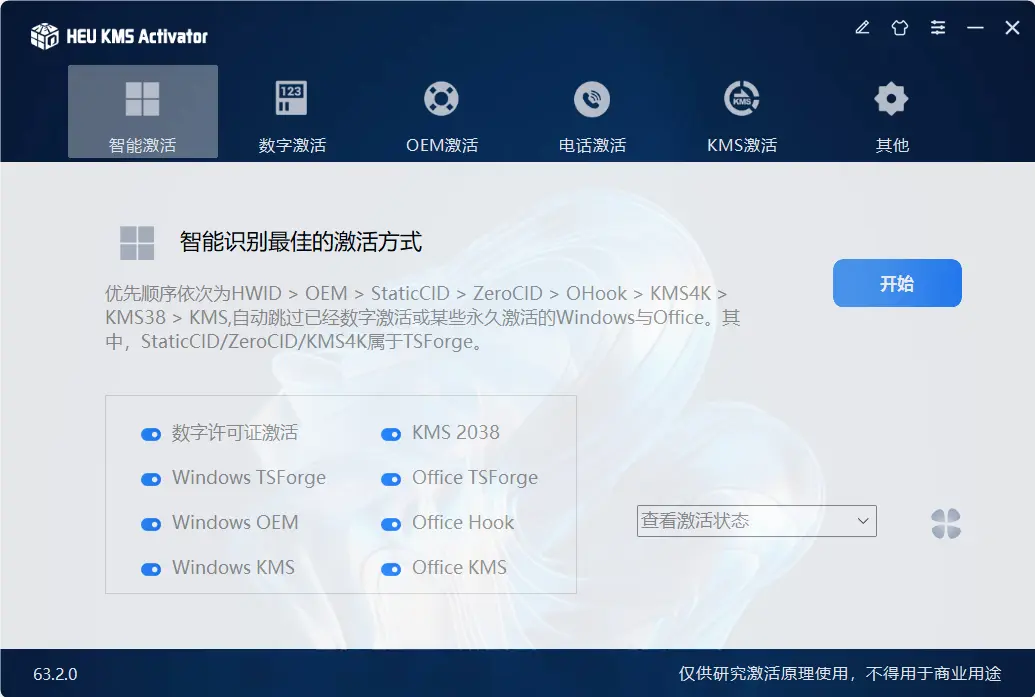 HEU KMS Activator
123
KMS
智能激活
数字激活
OEM激活
电话激活
KMS激活
其他
智能识别最佳的激活方式
开始
优先顺序依次为HWID > OEM > StaticCID > ZeroCID > OHook > KMS4K >
KMS38 > KMS,自动跳过已经数字激活或某些永久激活的Windows与Office。其
中，StaticCID/ZeroCID/KMS4K属于TSForge。
数字许可证激活
KMS 2038
Windows TSForge
Office TSForge
Windows OEM
Office Hook
Windows KMS
Office KMS
查看激活状态
63.2.0
仅供研究激活原理使用，不得用于商业用途